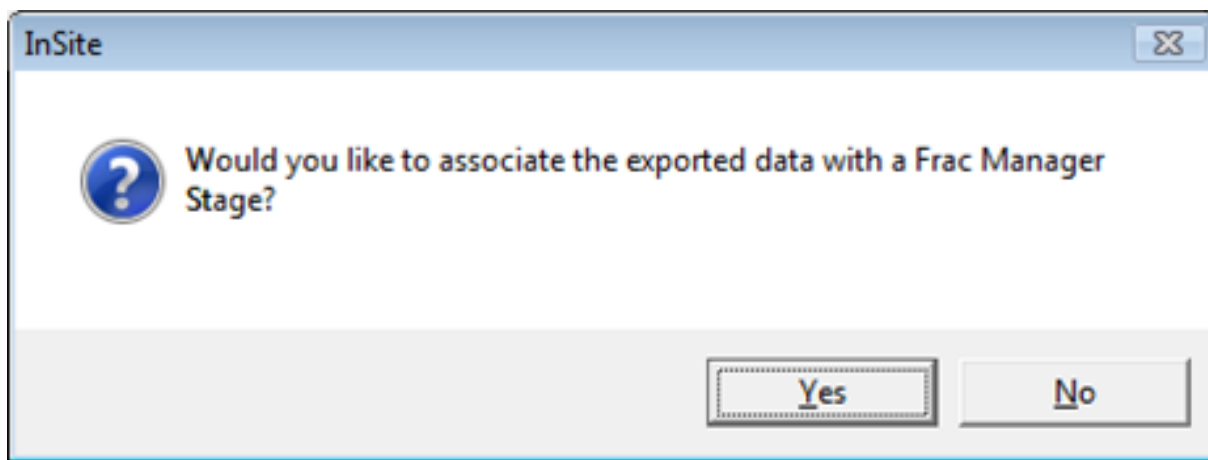 InSite
Would you like to associate the exported data with a Frac Manager
Stage?
Yes
No